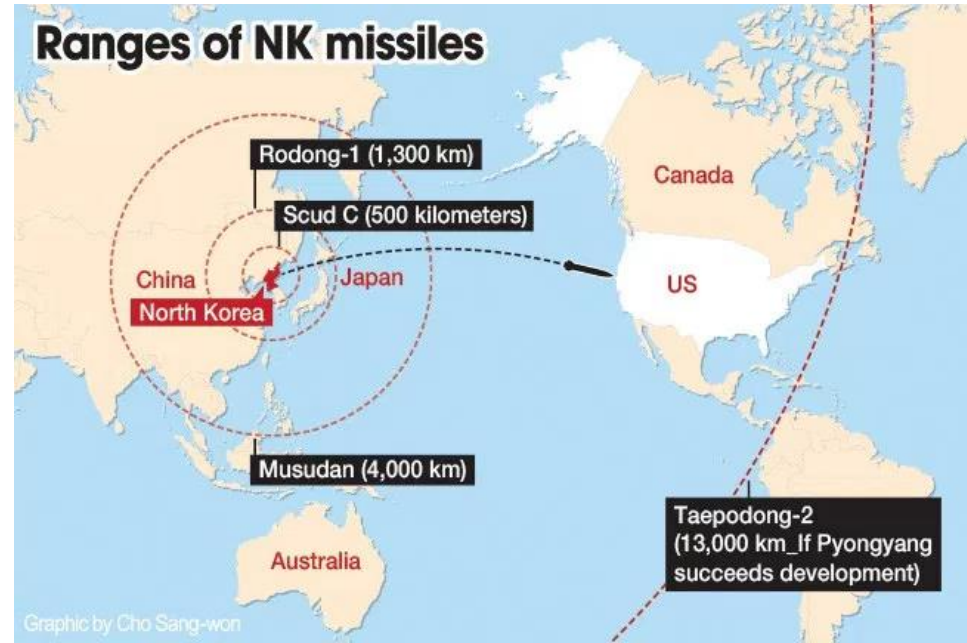 Ranges of NK missiles
Rodong-1 (1,300 km)
Scud C (500 kilometers)
Canada
China
Japan
US
North Korea
Musudan (4,000 km)
Taepodong-2
(13,000 km_If Pyongyang
succeeds development)
Australia
Graphic by Cho Sang-won